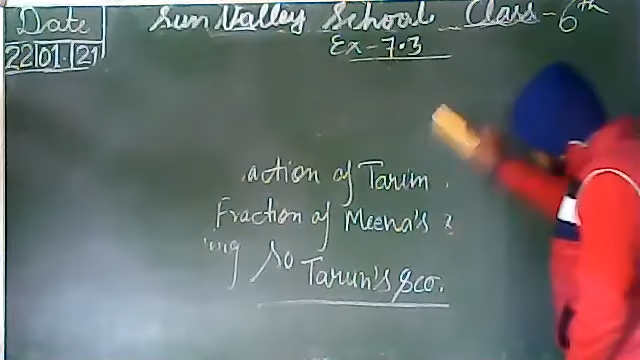 Date
22|01.|21
Sun Valley School Class-6th
Ex-7.3
action of Tarun
Fraction of Meena's
ing so Tarun's sco.